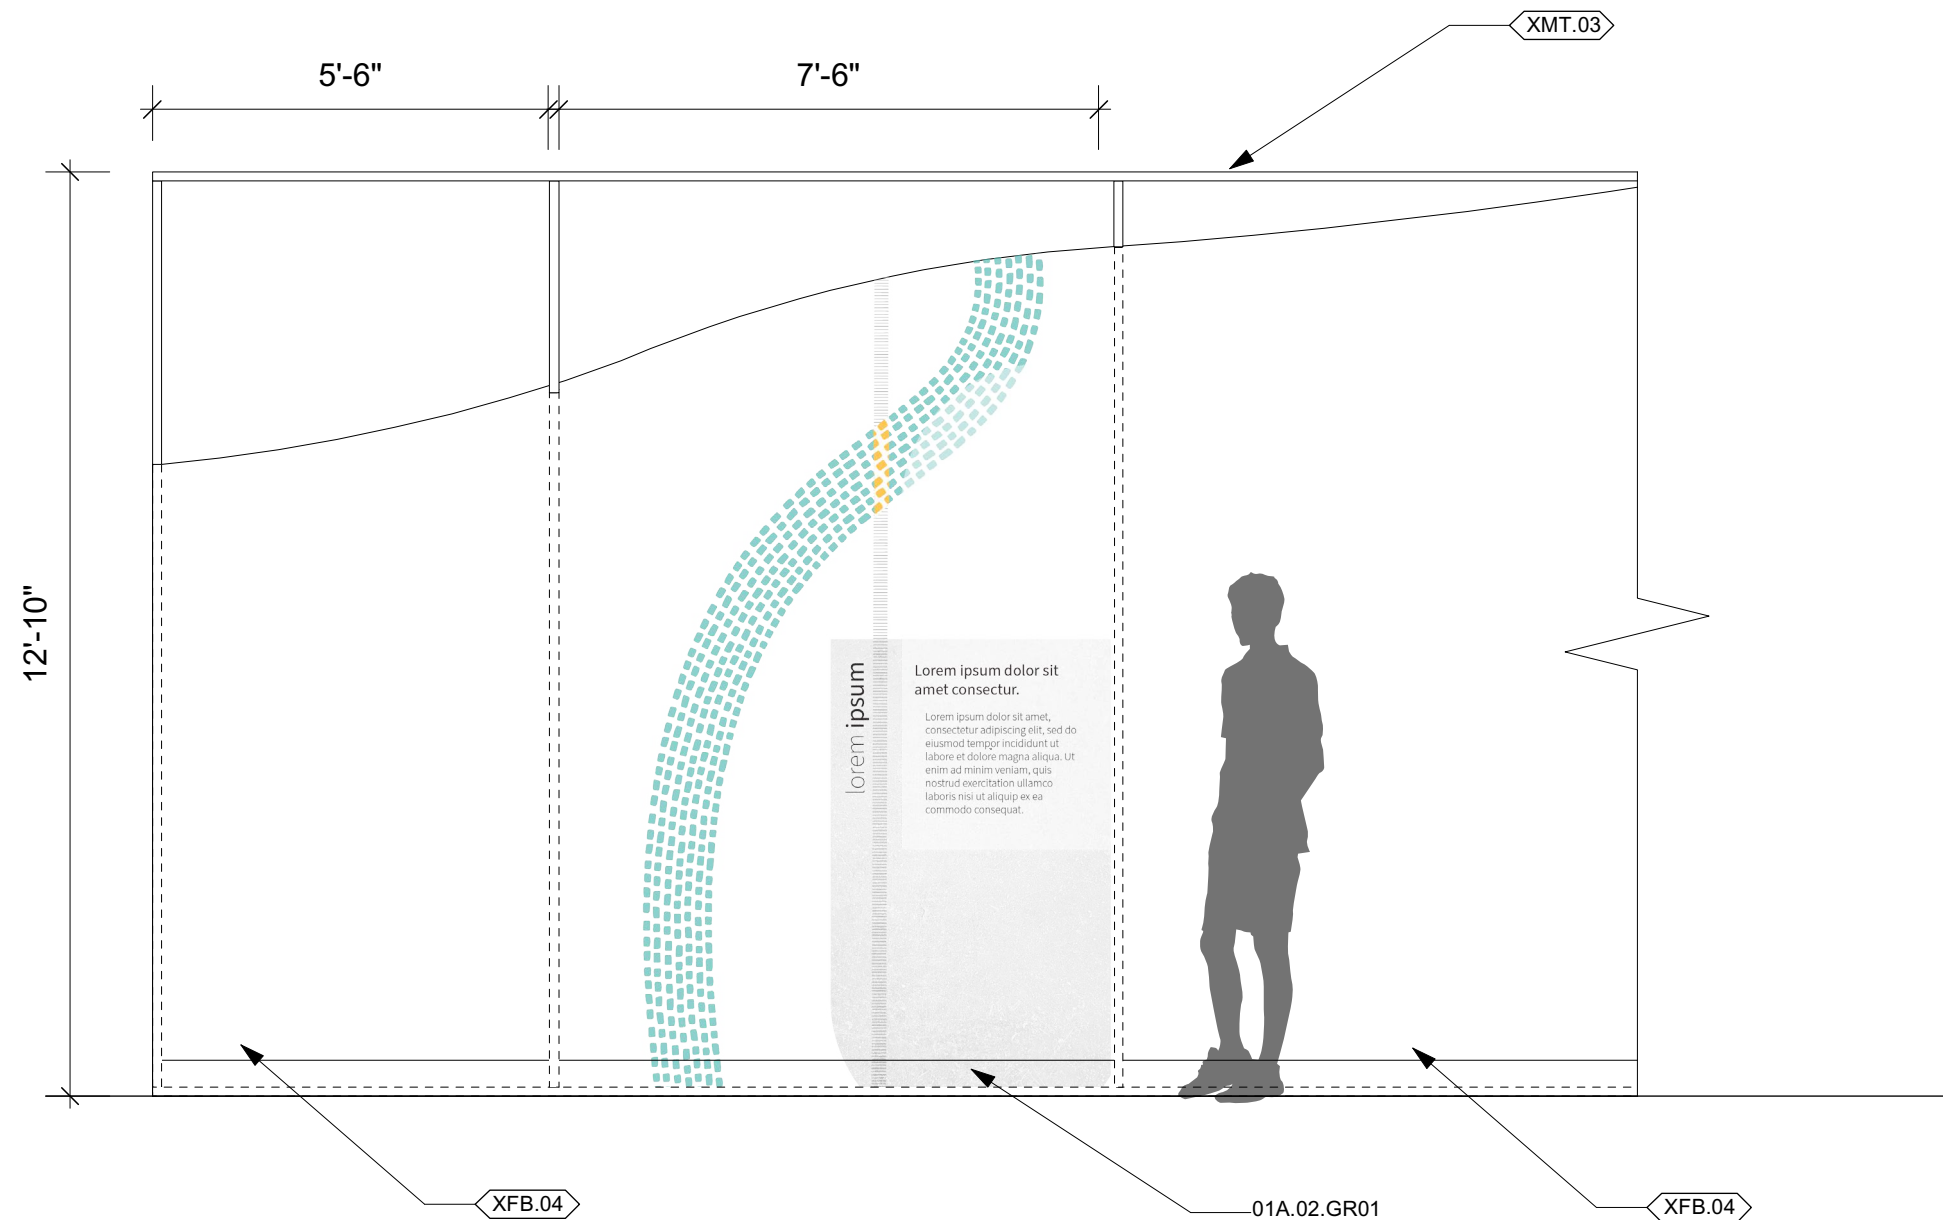 XMT.03
5'-6"
7'-6"
12'-10"
lorem ipsum
Lorem ipsum dolor sit
amet consectur.
Lorem ipsum dolor sit amet,
consectetur adipiscing elit, sed do
eiusmod tempor incididunt ut
labore et dolore magna aliqua. Ut
enim ad minim veniam, quis
nostrud exercitation ullamco
laboris nisi ut aliquip ex ea
commodo consequat.
XFB.04
01A.02.GR01
XFB.04